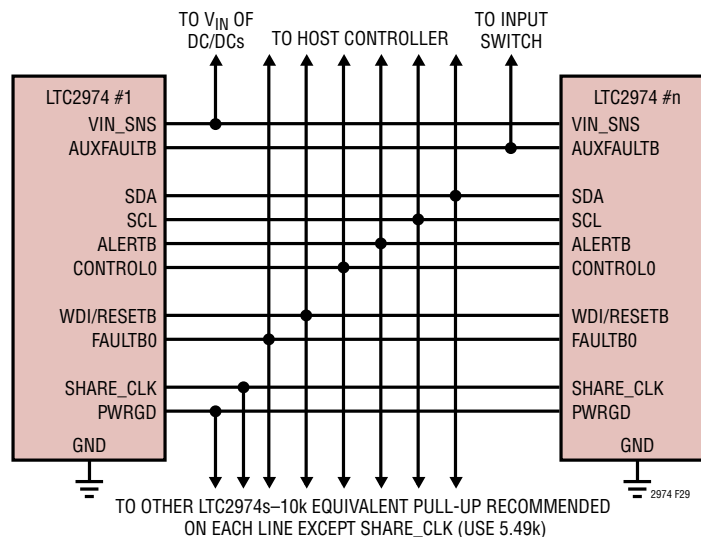 TO VIN OF
DC/DCs
TO HOST CONTROLLER
TO INPUT
SWITCH
LTC2974 #1
VIN_SNS
AUXFAULTB
SDA
SCL
ALERTB
CONTROL0
WDI/RESETB
FAULTB0
SHARE_CLK
PWRGD
GND
LTC2974 #n
VIN_SNS
AUXFAULTB
SDA
SCL
ALERTB
CONTROL0
WDI/RESETB
FAULTB0
SHARE_CLK
PWRGD
GND
2974 F29
TO OTHER LTC2974s–10k EQUIVALENT PULL-UP RECOMMENDED
ON EACH LINE EXCEPT SHARE_CLK (USE 5.49k)